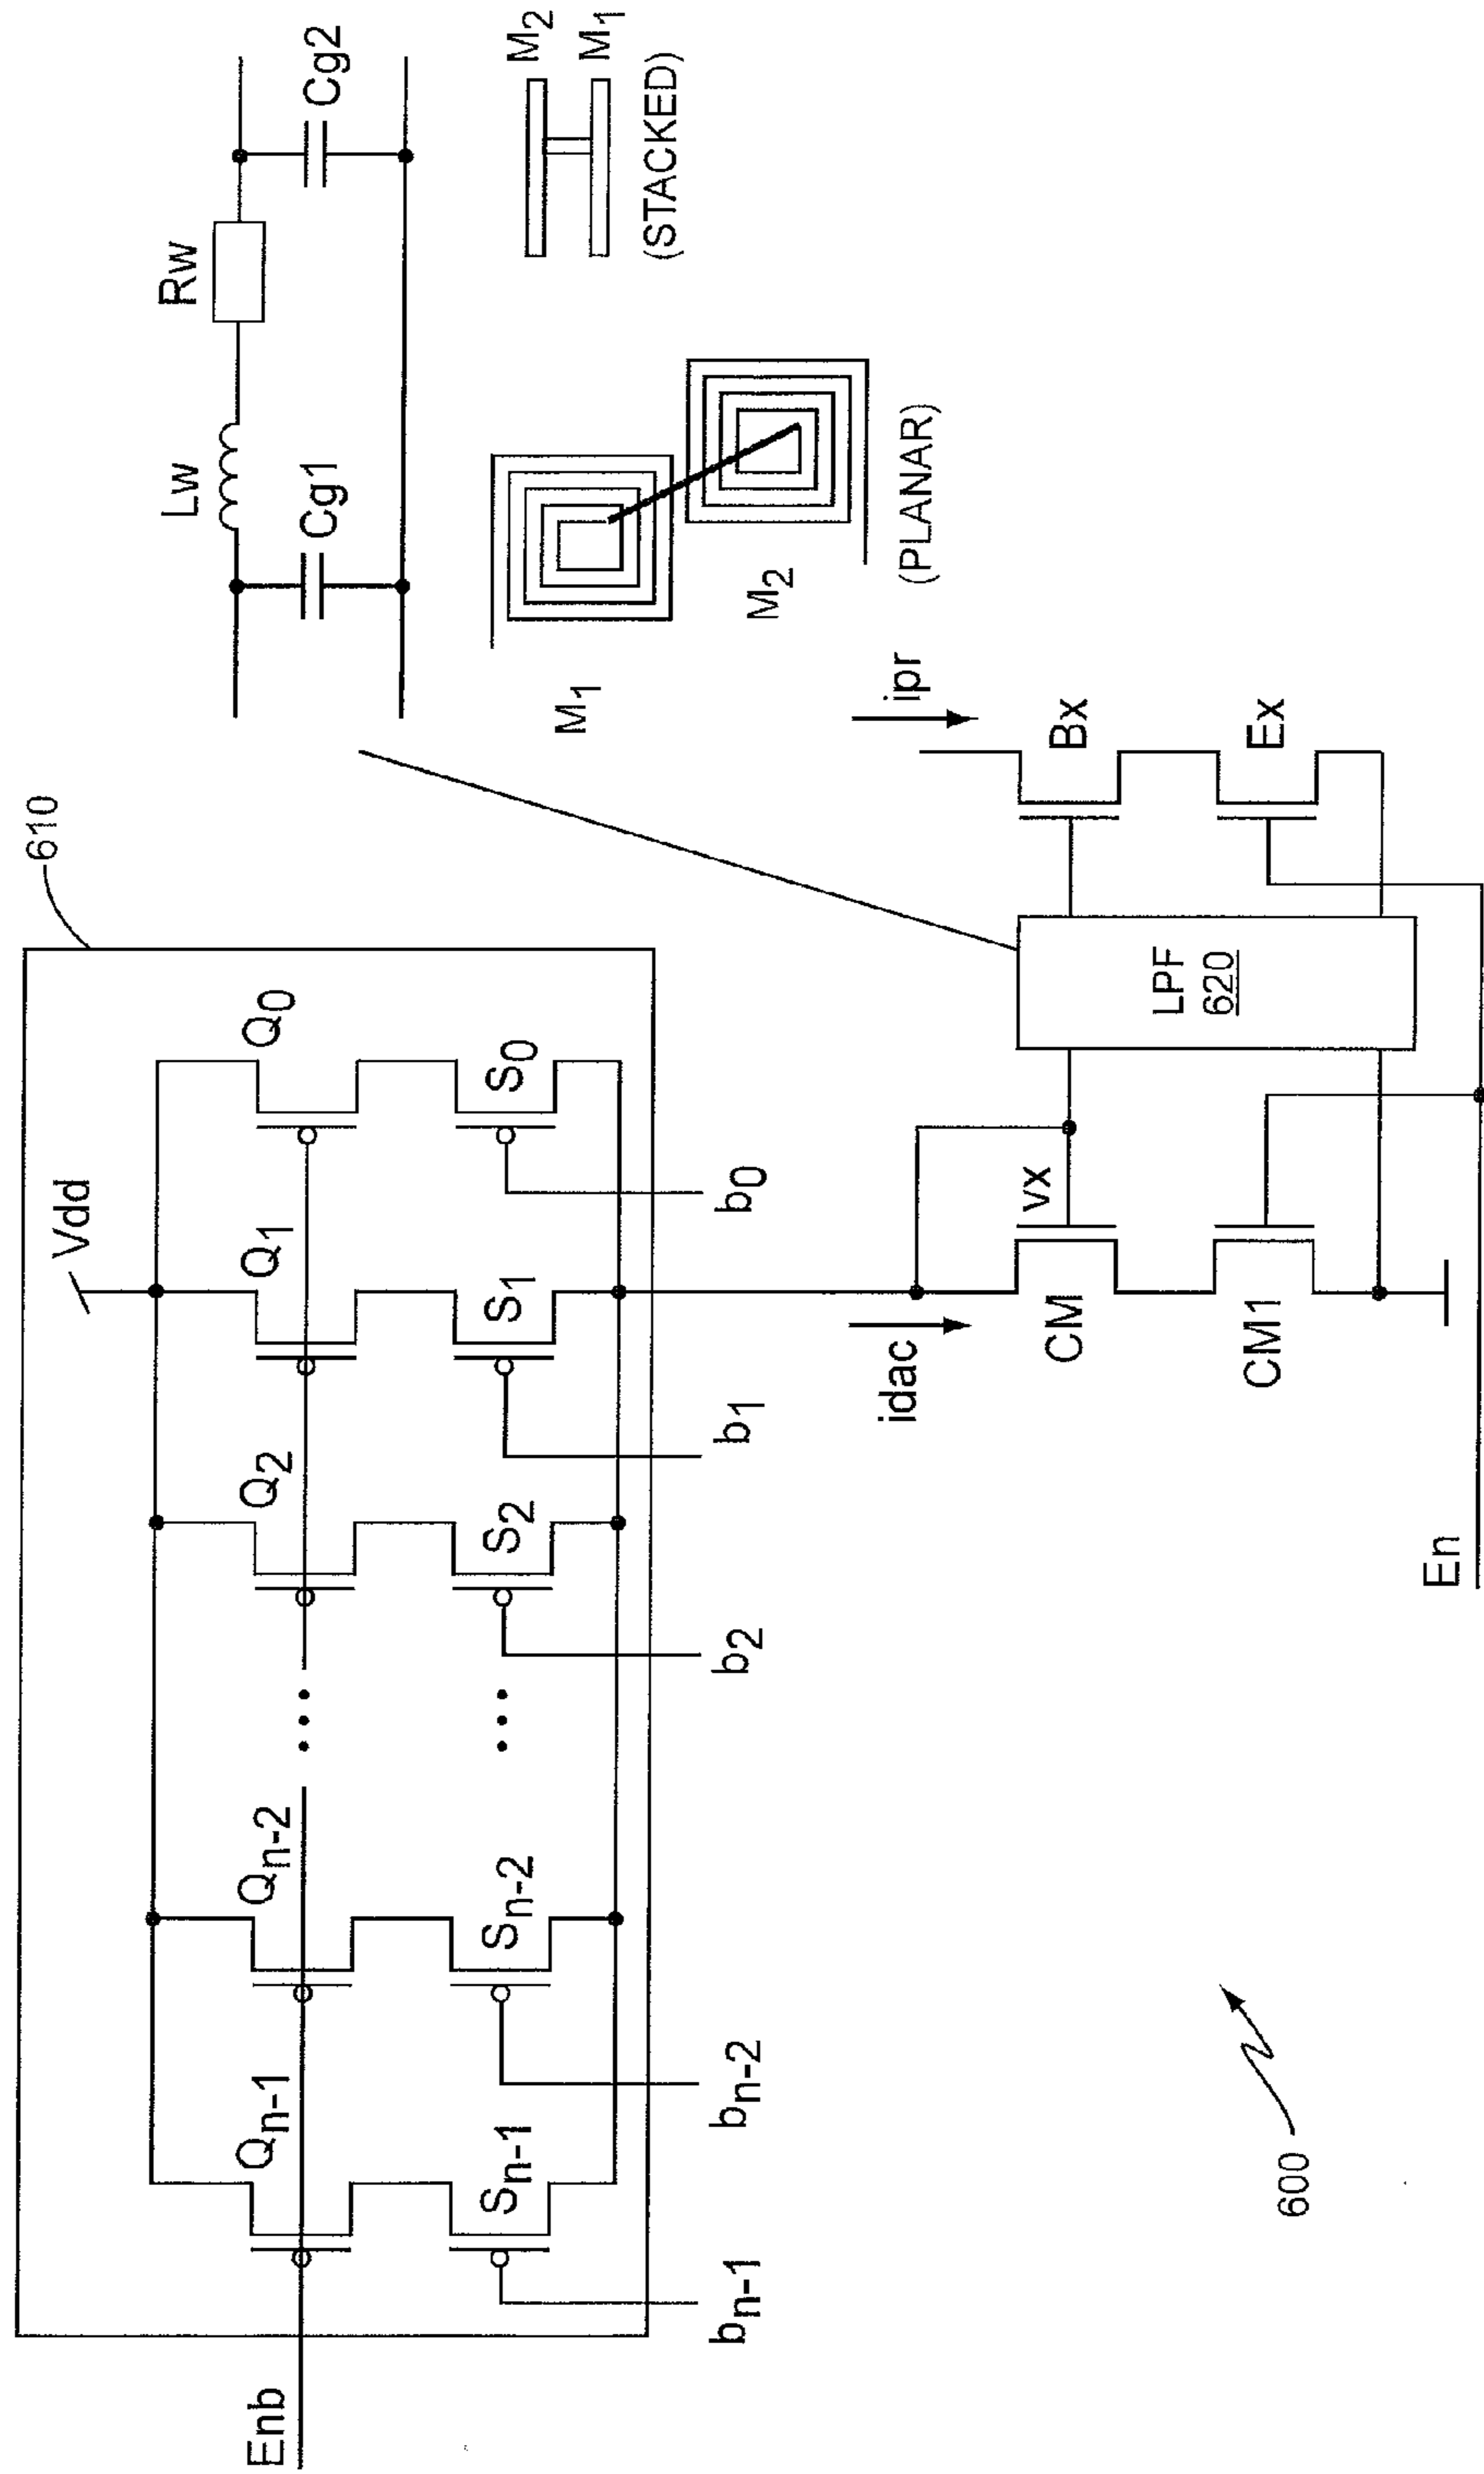 610
Vdd
Enb
Qn-1
Qn-2
Q2
Q1
Q0
Sn-1
Sn-2
S2
S1
S0
bn-1
bn-2
b2
b1
b0
Lw
Rw
Cg1
Cg2
M1
M2
(PLANAR)
M2
M1
(STACKED)
idac
vx
CM
CM1
LPF
620
ipr
Bx
Ex
En
600